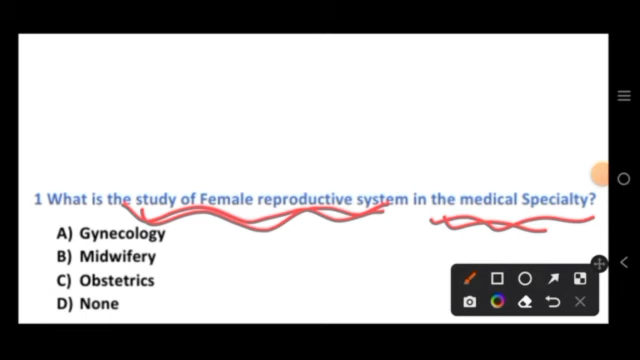 1 What is the study of Female reproductive system in the medical Specialty?
A) Gynecology
B) Midwifery
C) Obstetrics
D) None